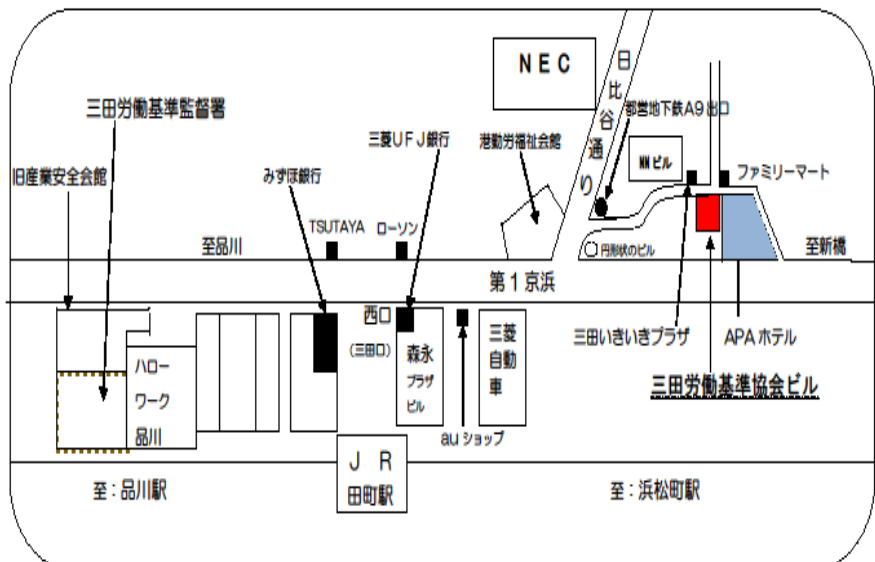 NEC
日比谷通り
三田労働基準監督署
都営地下鉄A9出口
三菱UFJ銀行
港勤労福祉会館
NNビル
ファミリーマート
旧産業安全会館
みずほ銀行
TSUTAYA
ローソン
至品川
円形状のビル
至新橋
第1京浜
西口
(三田口)
三田いきいきプラザ
APAホテル
三菱自動車
森永
プラザ
ビル
ハロー
ワーク
品川
三田労働基準協会ビル
auショップ
JR
田町駅
至:品川駅
至:浜松町駅